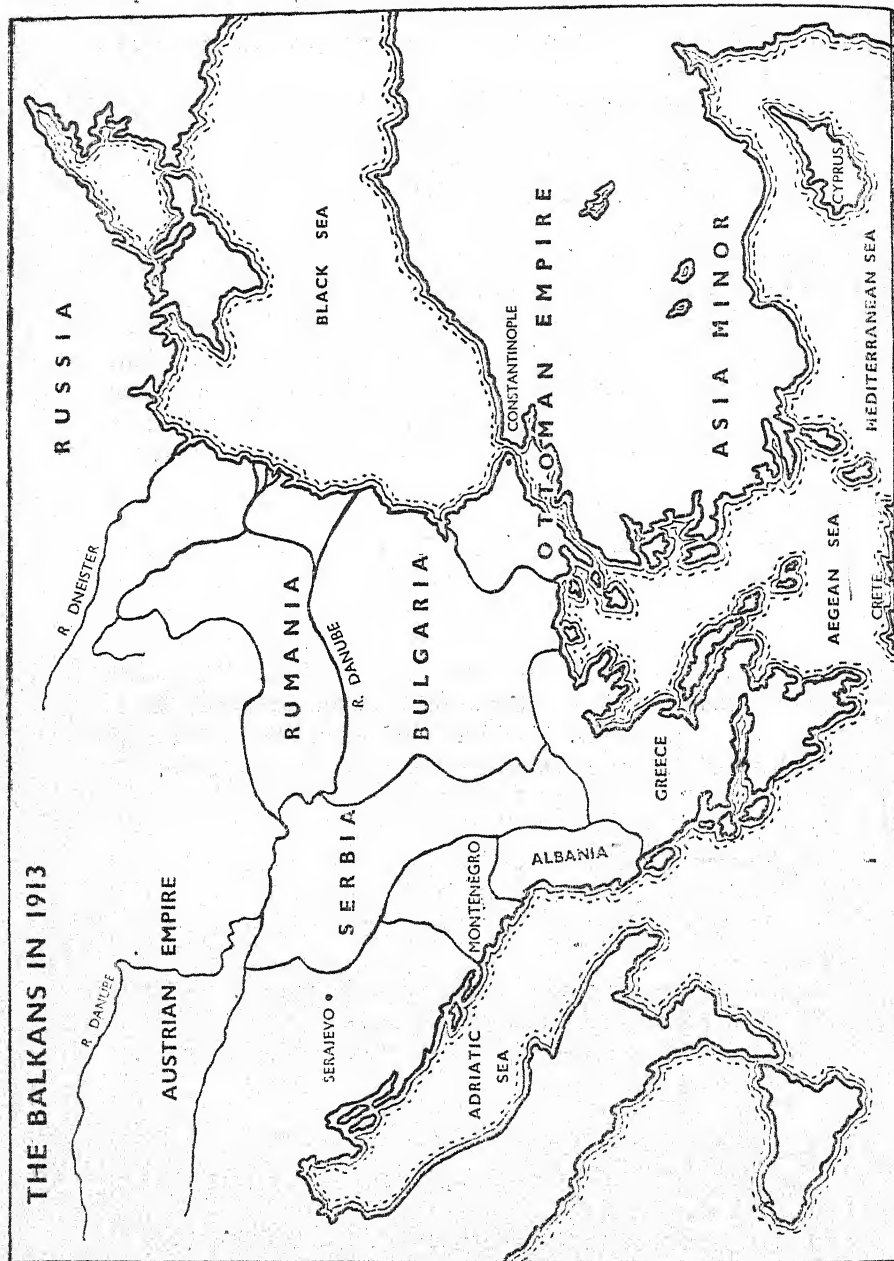 THE BALKANS IN 1913
RUSSIA
R. DNEISTER
R. DANUBE
AUSTRIAN EMPIRE
RUMANIA
BLACK SEA
R. DANUBE
SERBIA
SERAJEVO
BULGARIA
MONTENEGRO
ADRIATIC
SEA
ALBANIA
CONSTANTINOPLE
OTTOMAN EMPIRE
GREECE
ASIA MINOR
AEGEAN SEA
CRETE
MEDITERRANEAN SEA
CYPRUS